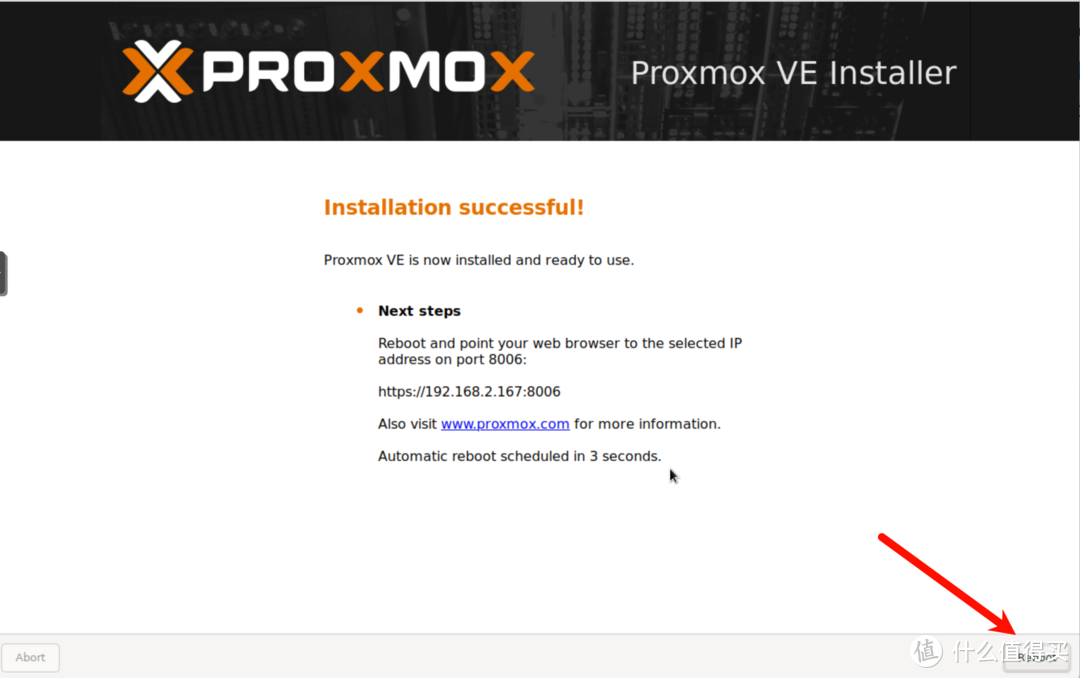 PROXMOX
Proxmox VE Installer
Installation successful!
Proxmox VE is now installed and ready to use.
Next steps
Reboot and point your web browser to the selected IP
address on port 8006:
https://192.168.2.167:8006
Also visit www.proxmox.com for more information.
Automatic reboot scheduled in 3 seconds.
Abort
Reboot
值 什么值得买